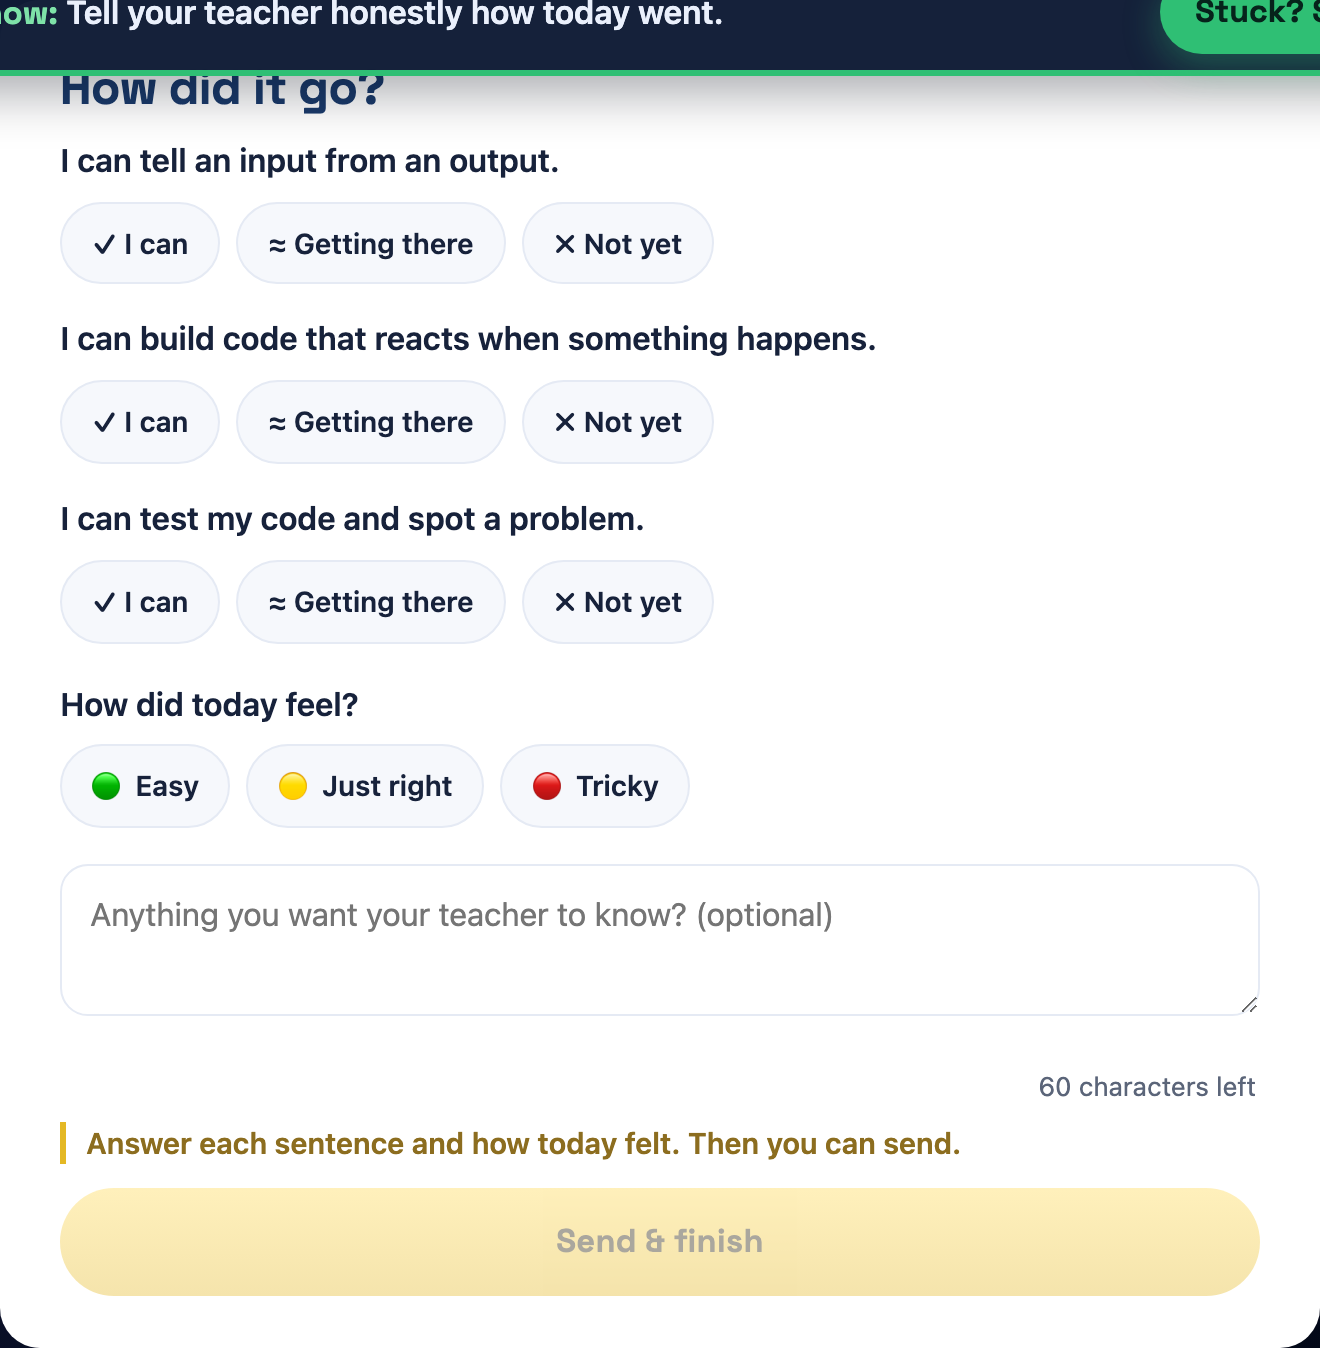 Tell your teacher honestly how today went.
Stuck?
How did it go?
I can tell an input from an output.
✓ I can ≈ Getting there ✕ Not yet
I can build code that reacts when something happens.
✓ I can ≈ Getting there ✕ Not yet
I can test my code and spot a problem.
✓ I can ≈ Getting there ✕ Not yet
How did today feel?
Easy Just right Tricky
Anything you want your teacher to know? (optional)
60 characters left
Answer each sentence and how today felt. Then you can send.
Send & finish